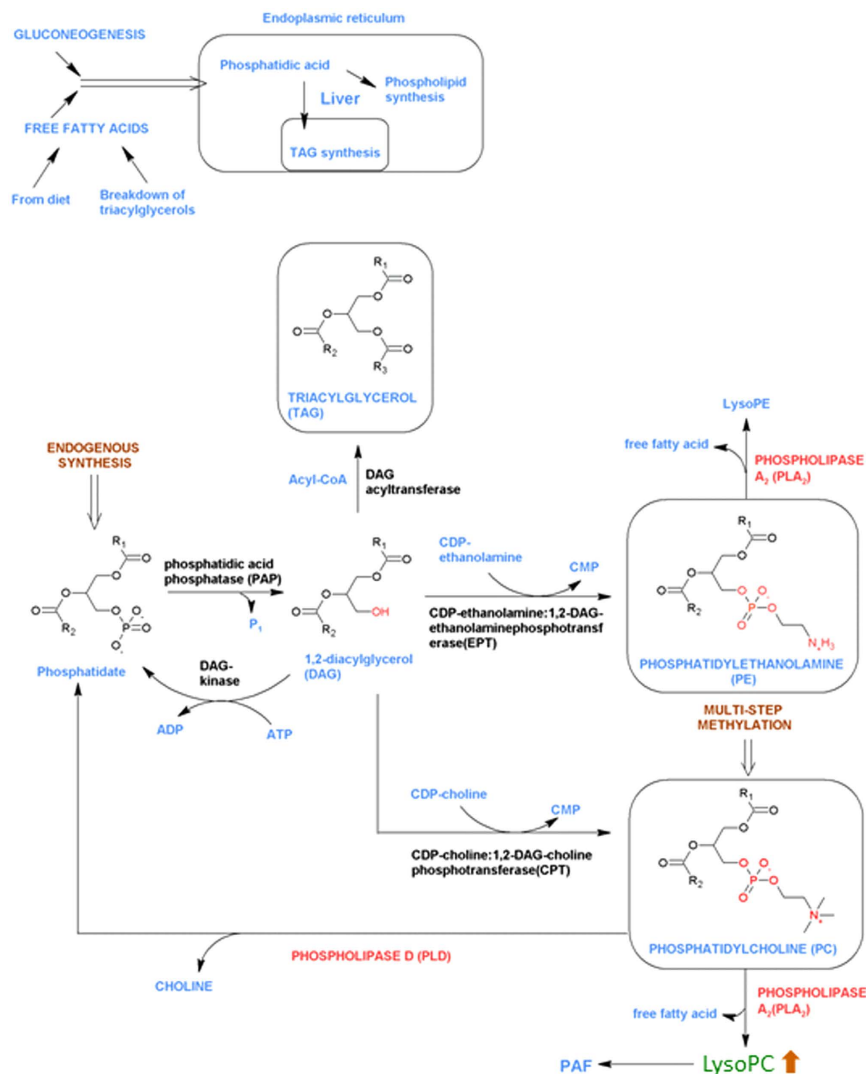 Endoplasmic reticulum
GLUCONEOGENESIS
Phosphatidic acid
Phospholipid
synthesis
Liver
FREE FATTY ACIDS
TAG synthesis
From diet
Breakdown of
triacylglycerols
R1
O
O
O
O
O
R2
O
R3
TRIACYLGLYCEROL
(TAG)
LysoPE
ENDOGENOUS
SYNTHESIS
free fatty acid
PHOSPHOLIPASE
A2 (PLA2)
Acyl-CoA
DAG
acyltransferase
R1
O
O
O
O
R2
O
P
O
O-
O-
Phosphatidate
phosphatidic acid
phosphatase (PAP)
P1
R1
O
O
O
O
R2
OH
1,2-diacylglycerol
(DAG)
CDP-
ethanolamine
CMP
CDP-ethanolamine:1,2-DAG-
ethanolaminephosphotransf
erase(EPT)
R1
O
O
O
O
R2
O
O-
P
O
O
N+H3
PHOSPHATIDYLETHANOLAMINE
(PE)
DAG-
kinase
ADP
ATP
MULTI-STEP
METHYLATION
CDP-choline
CMP
CDP-choline:1,2-DAG-choline
phosphotransferase(CPT)
R1
O
O
O
O
R2
O
O-
P
O
O
N+
PHOSPHATIDYLCHOLINE (PC)
PHOSPHOLIPASE D (PLD)
CHOLINE
free fatty acid
PHOSPHOLIPASE
A2(PLA2)
PAF
LysoPC